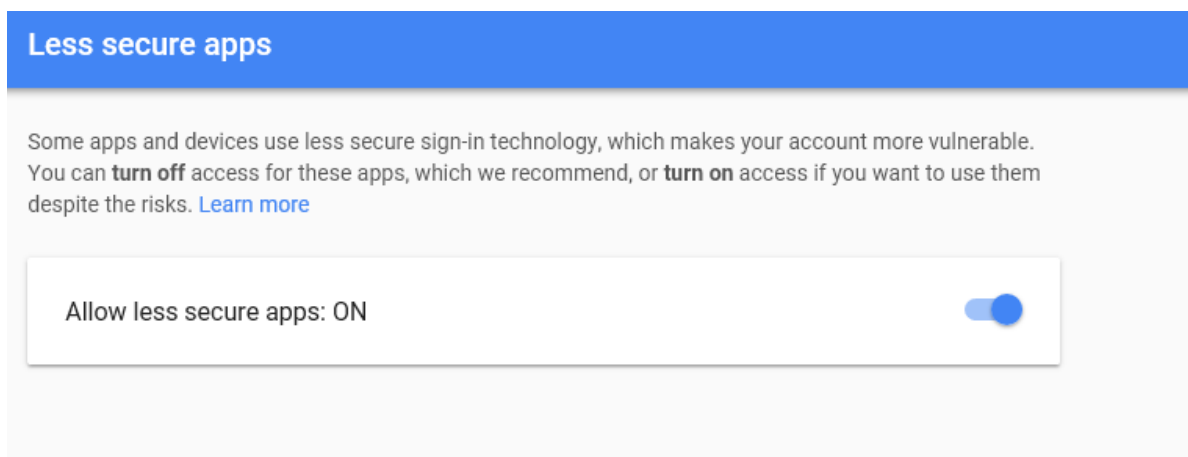 Less secure apps
Some apps and devices use less secure sign-in technology, which makes your account more vulnerable.
You can turn off access for these apps, which we recommend, or turn on access if you want to use them
despite the risks. Learn more
Allow less secure apps: ON